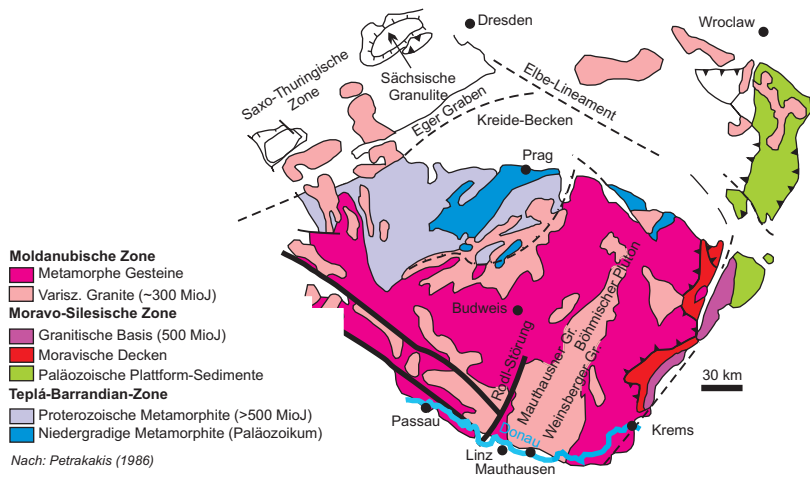 Dresden
Wroclaw
Saxo-Thuringische
Zone
Sächsische
Granulite
Elbe-Lineament
Eger Graben
Kreide-Becken
Prag
Moldanubische Zone
Metamorphe Gesteine
Varisz. Granite (~300 MioJ)
Moravo-Silesische Zone
Granitische Basis (500 MioJ)
Moravische Decken
Paläozoische Plattform-Sedimente
Teplá-Barrandian-Zone
Proterozoische Metamorphite (>500 MioJ)
Niedergradige Metamorphite (Paläozoikum)
Nach: Petrakakis (1986)
Budweis
Rodl-Störung
Mauthausner Gr.
Weinsberger Gr.
Böhmischer Pluton
30 km
Passau
Donau
Linz
Mauthausen
Krems